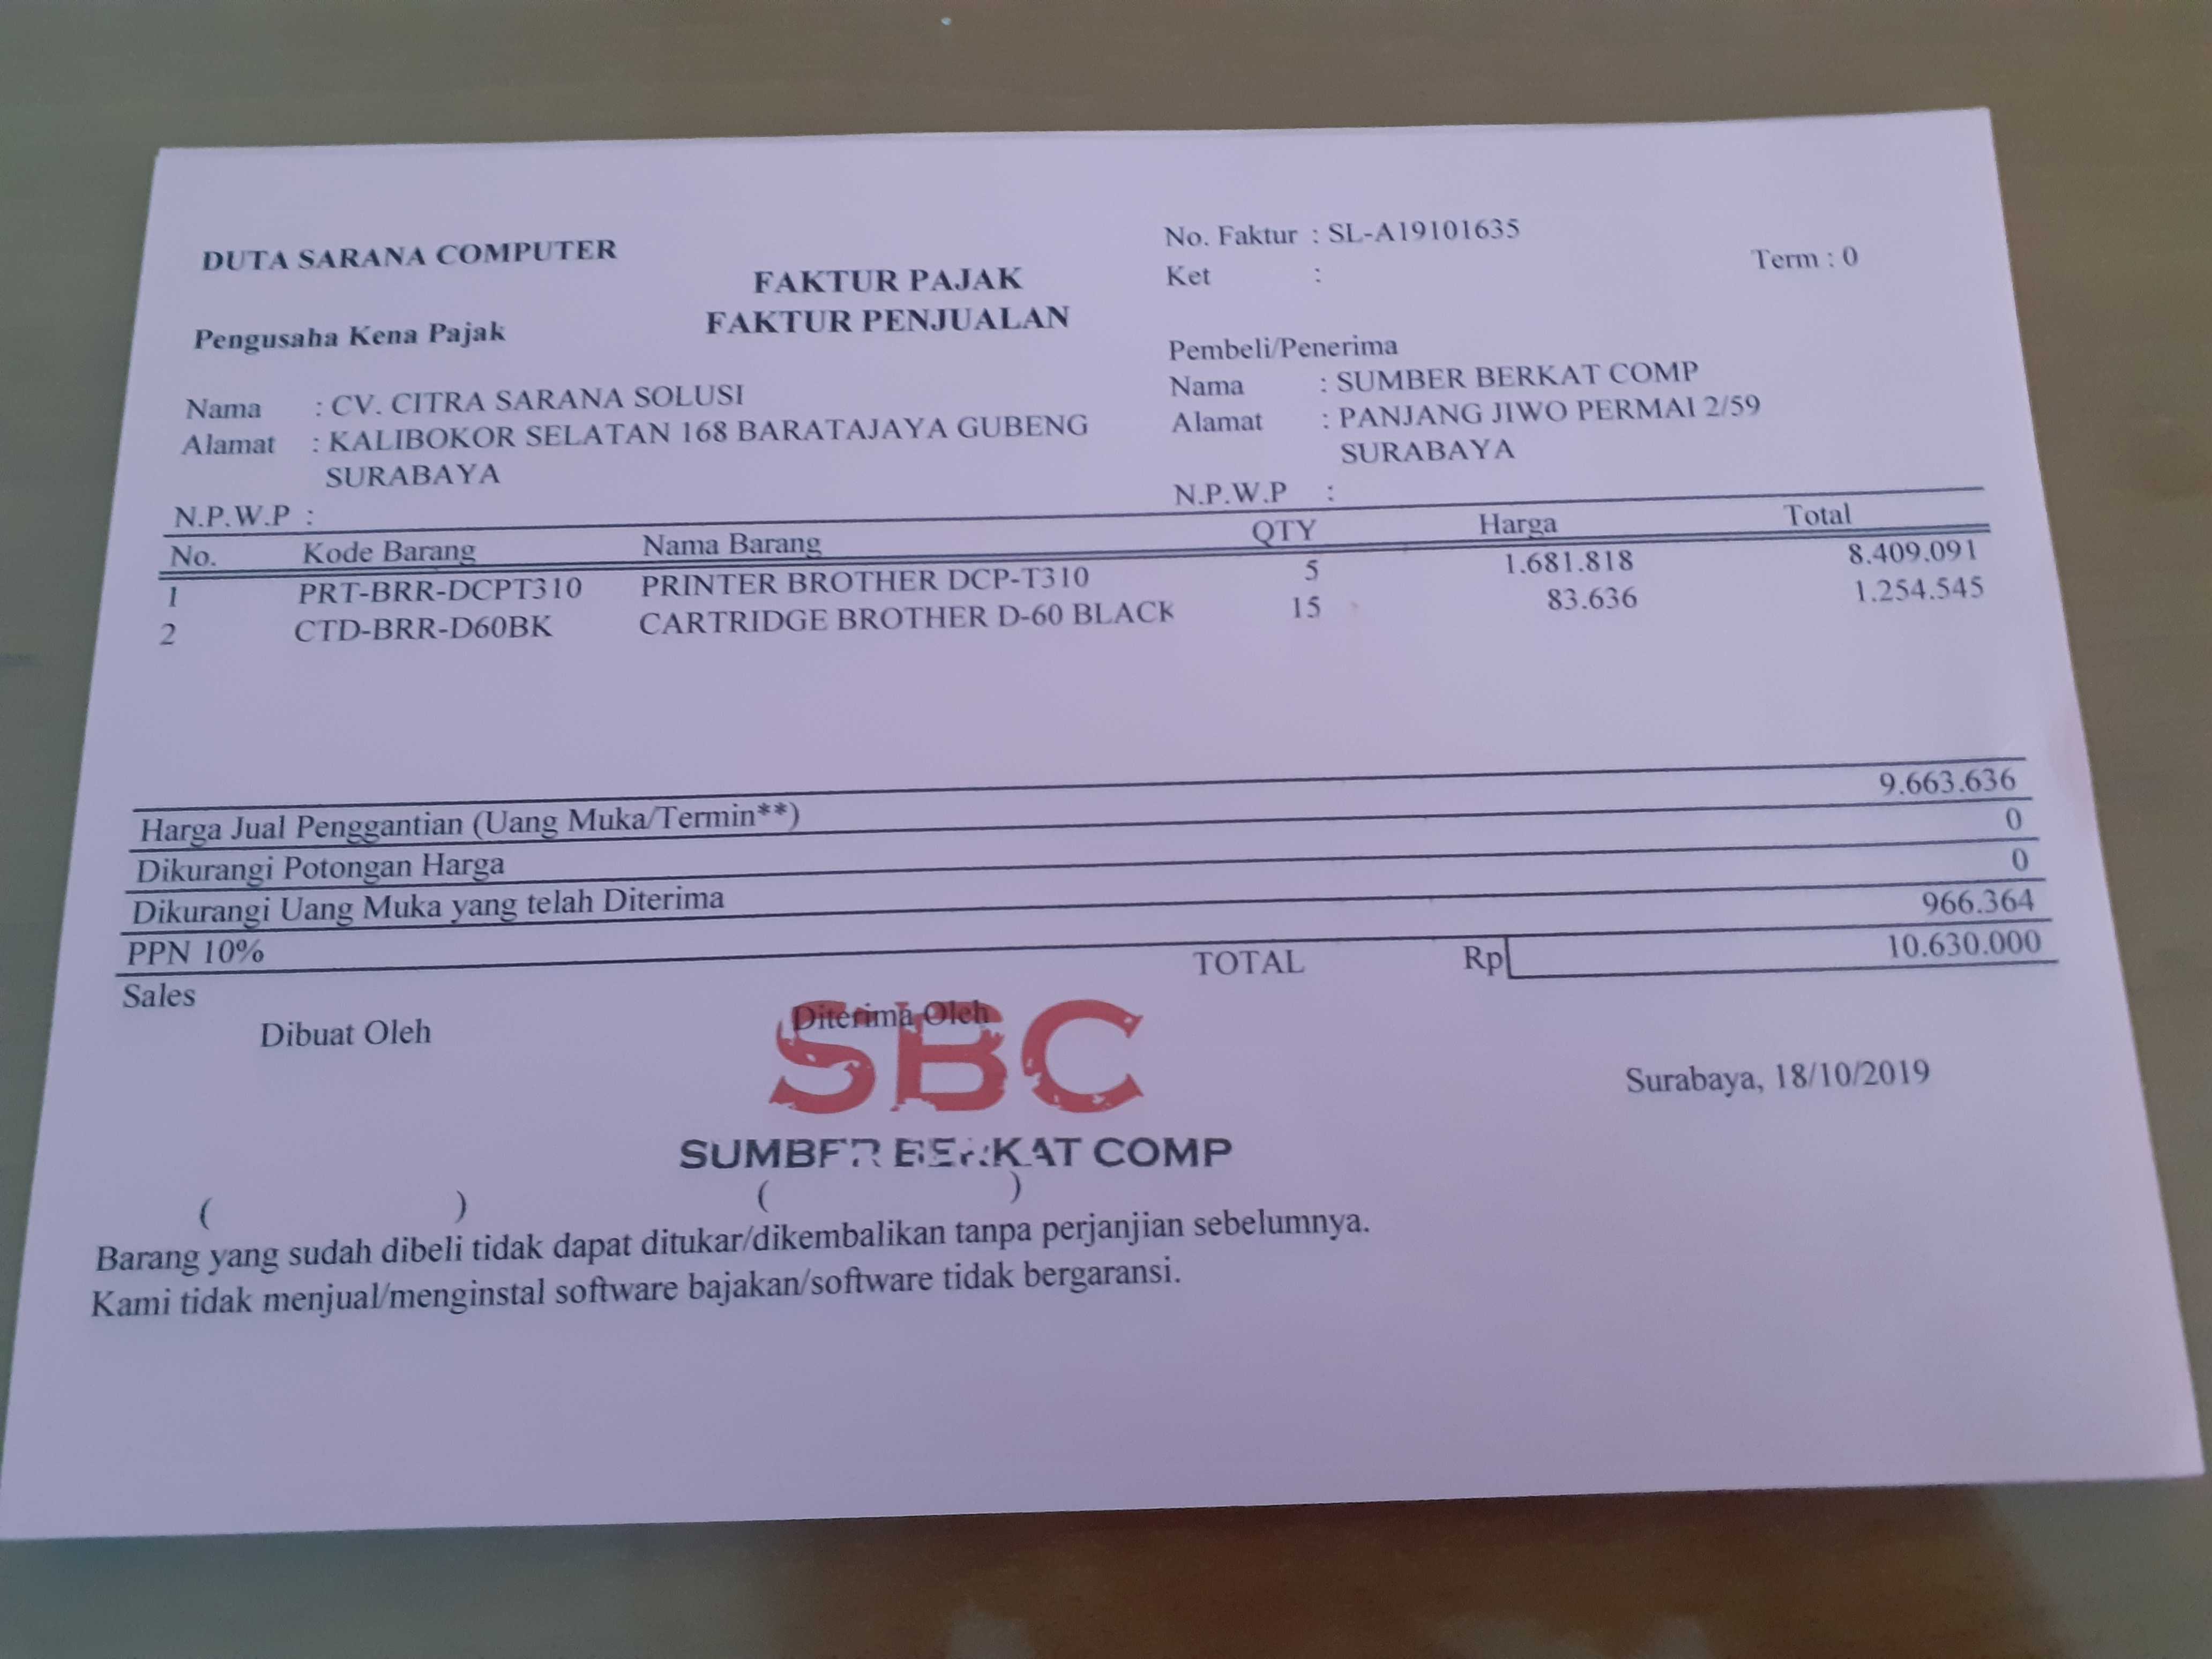 DUTA SARANA COMPUTER
FAKTUR PAJAK
FAKTUR PENJUALAN
No. Faktur : SL-A19101635
Ket :
Term : 0
Pengusaha Kena Pajak
Nama : CV. CITRA SARANA SOLUSI
Alamat : KALIBOKOR SELATAN 168 BARATAJAYA GUBENG
SURABAYA
N.P.W.P :
Pembeli/Penerima
Nama : SUMBER BERKAT COMP
Alamat : PANJANG JIWO PERMAI 2/59
SURABAYA
N.P.W.P :
No. Kode Barang Nama Barang QTY Harga Total
1 PRT-BRR-DCPT310 PRINTER BROTHER DCP-T310 5 1.681.818 8.409.091
2 CTD-BRR-D60BK CARTRIDGE BROTHER D-60 BLACK 15 83.636 1.254.545
Harga Jual Penggantian (Uang Muka/Termin**) 9.663.636
Dikurangi Potongan Harga 0
Dikurangi Uang Muka yang telah Diterima 0
PPN 10% 966.364
TOTAL Rp 10.630.000
Sales
Dibuat Oleh Diterima Oleh
SBC
Surabaya, 18/10/2019
SUMBER BERKAT COMP
( ) ( )
Barang yang sudah dibeli tidak dapat ditukar/dikembalikan tanpa perjanjian sebelumnya.
Kami tidak menjual/menginstal software bajakan/software tidak bergaransi.